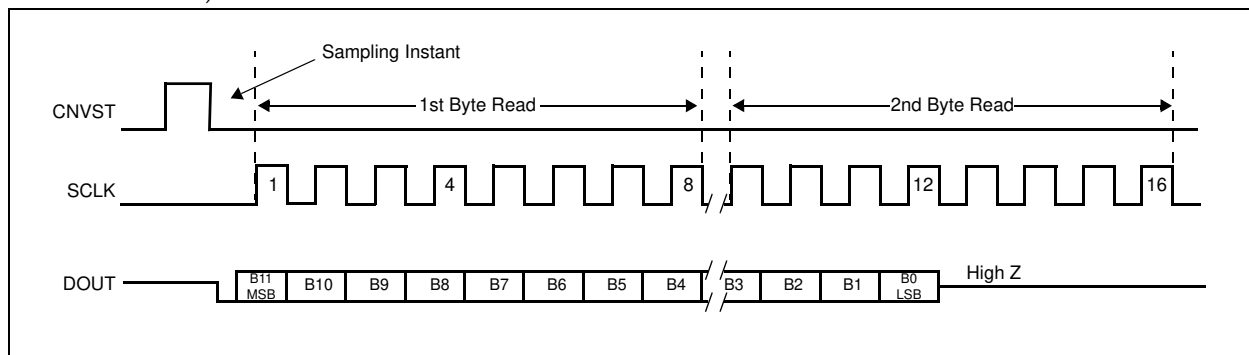 Sampling Instant
CNVST
1st Byte Read
2nd Byte Read
SCLK
1
4
8
12
16
DOUT
B11
MSB
B10
B9
B8
B7
B6
B5
B4
B3
B2
B1
B0
LSB
High Z